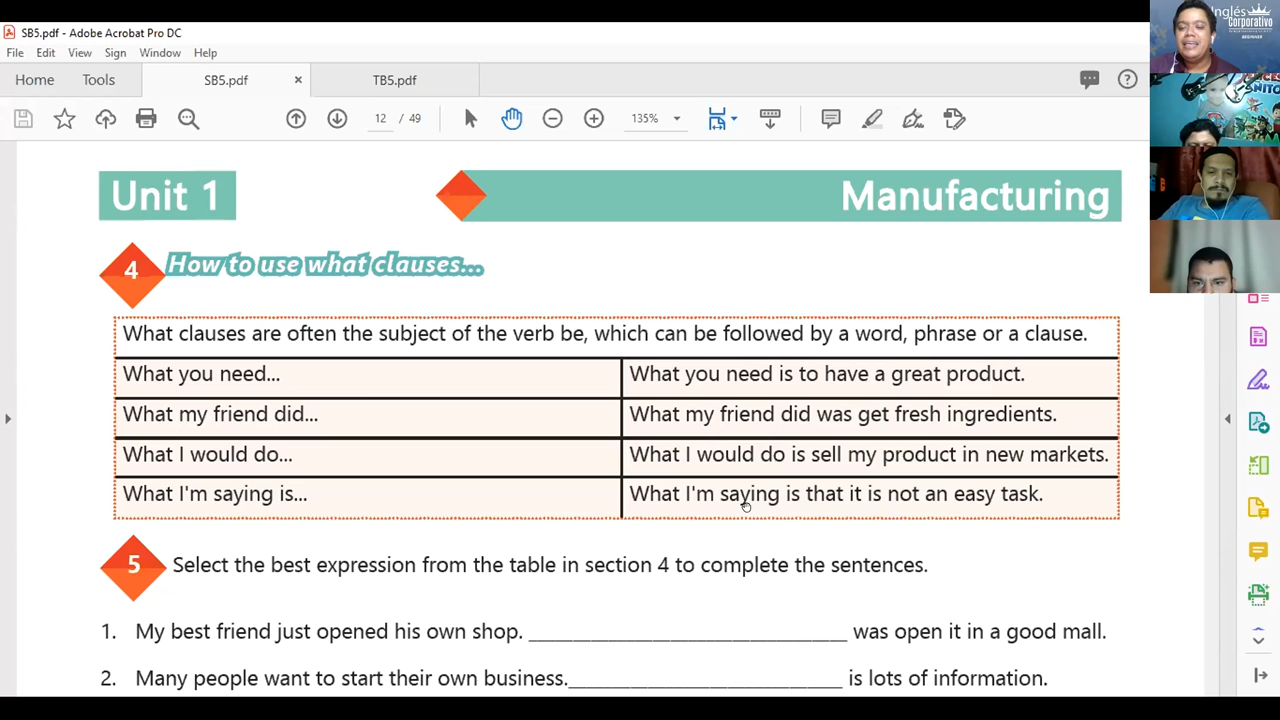 SB5.pdf - Adobe Acrobat Pro DC
File Edit View Sign Window Help
Home Tools SB5.pdf × TB5.pdf
12 / 49 135%
Unit 1 Manufacturing
4 How to use what clauses...
What clauses are often the subject of the verb be, which can be followed by a word, phrase or a clause.
What you need... What you need is to have a great product.
What my friend did... What my friend did was get fresh ingredients.
What I would do... What I would do is sell my product in new markets.
What I'm saying is... What I'm saying is that it is not an easy task.
5 Select the best expression from the table in section 4 to complete the sentences.
1. My best friend just opened his own shop. ______________________________ was open it in a good mall.
2. Many people want to start their own business.__________________________ is lots of information.
Inglés
Corporativo
BEGINNER